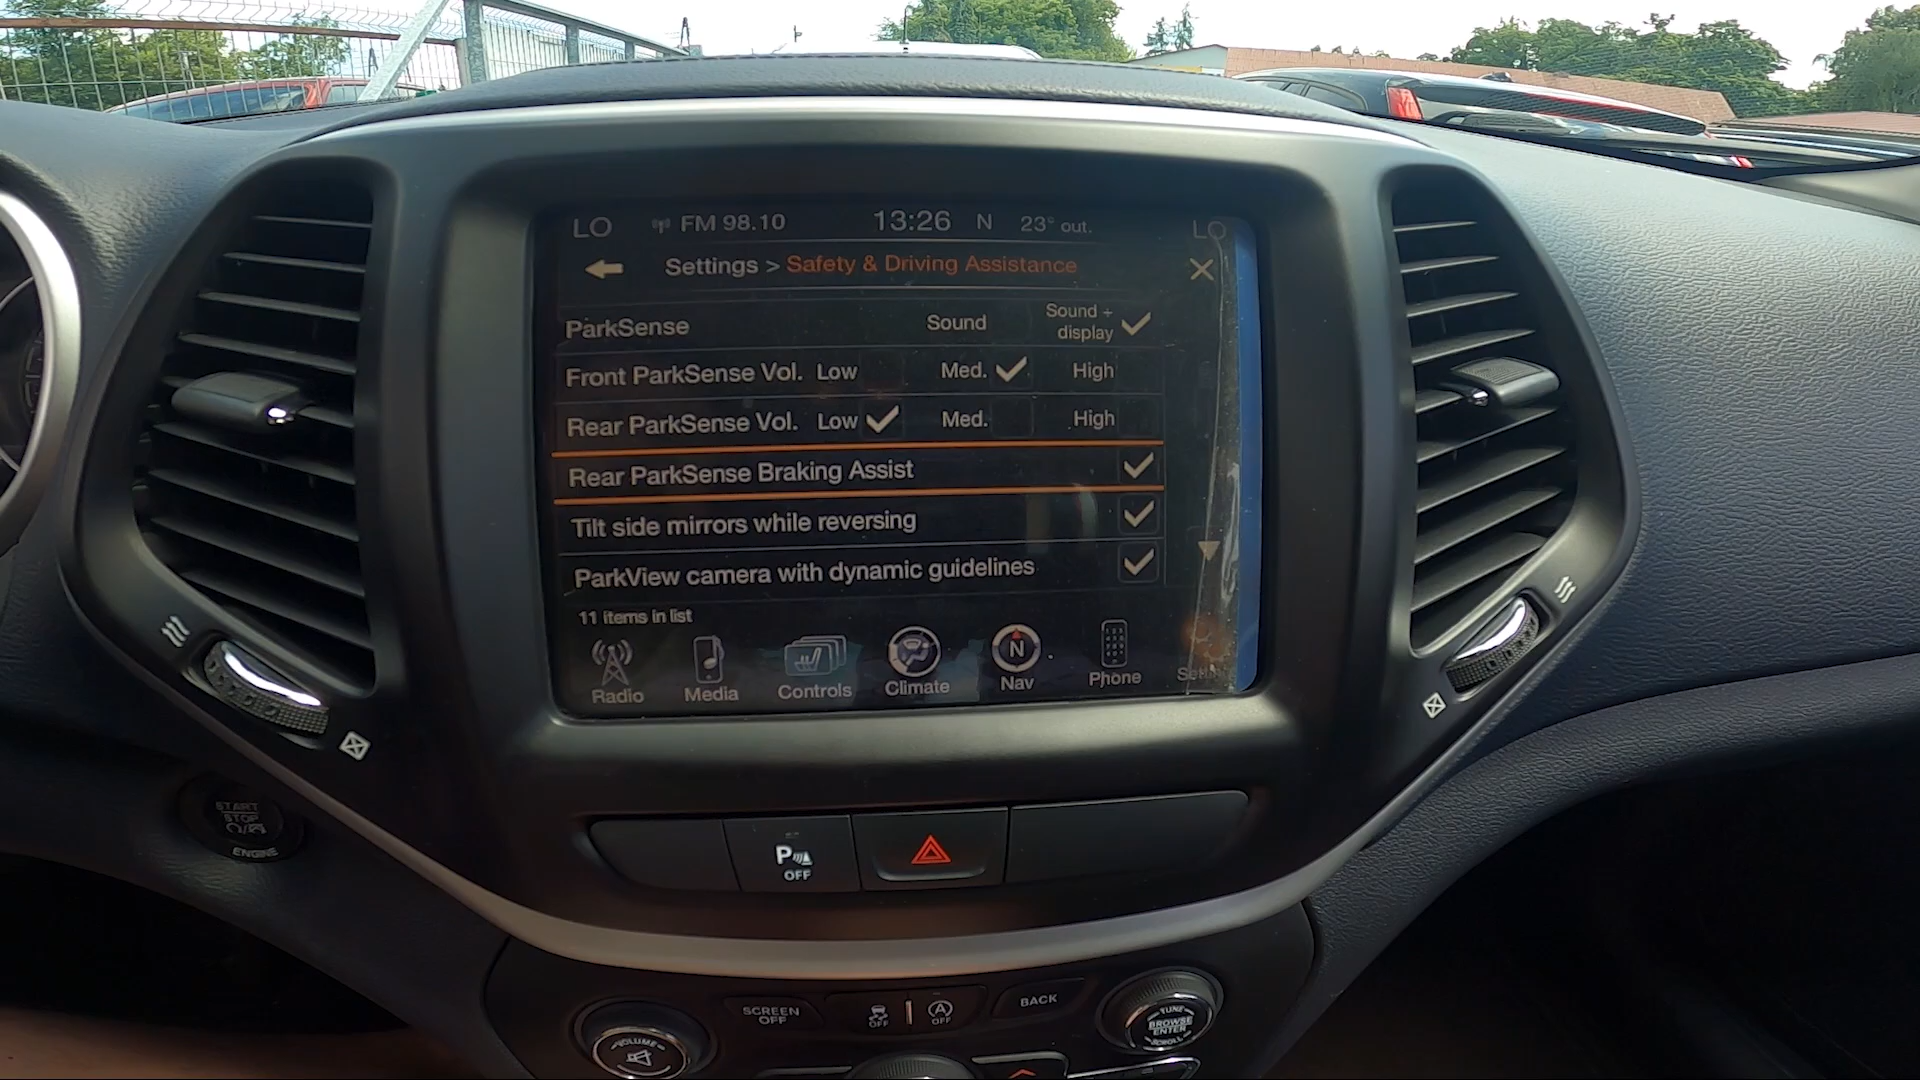 LO FM 98.10 13:26 N 23° out. LO
Settings > Safety & Driving Assistance
ParkSense Sound Sound + display
Front ParkSense Vol. Low Med. High
Rear ParkSense Vol. Low Med. High
Rear ParkSense Braking Assist
Tilt side mirrors while reversing
ParkView camera with dynamic guidelines
11 items in list
Radio Media Controls Climate Nav Phone
N
START
STOP
ENGINE
P
OFF
SCREEN
OFF
OFF
A
OFF
BACK
VOLUME
TUNE
BROWSE
ENTER
SCROLL